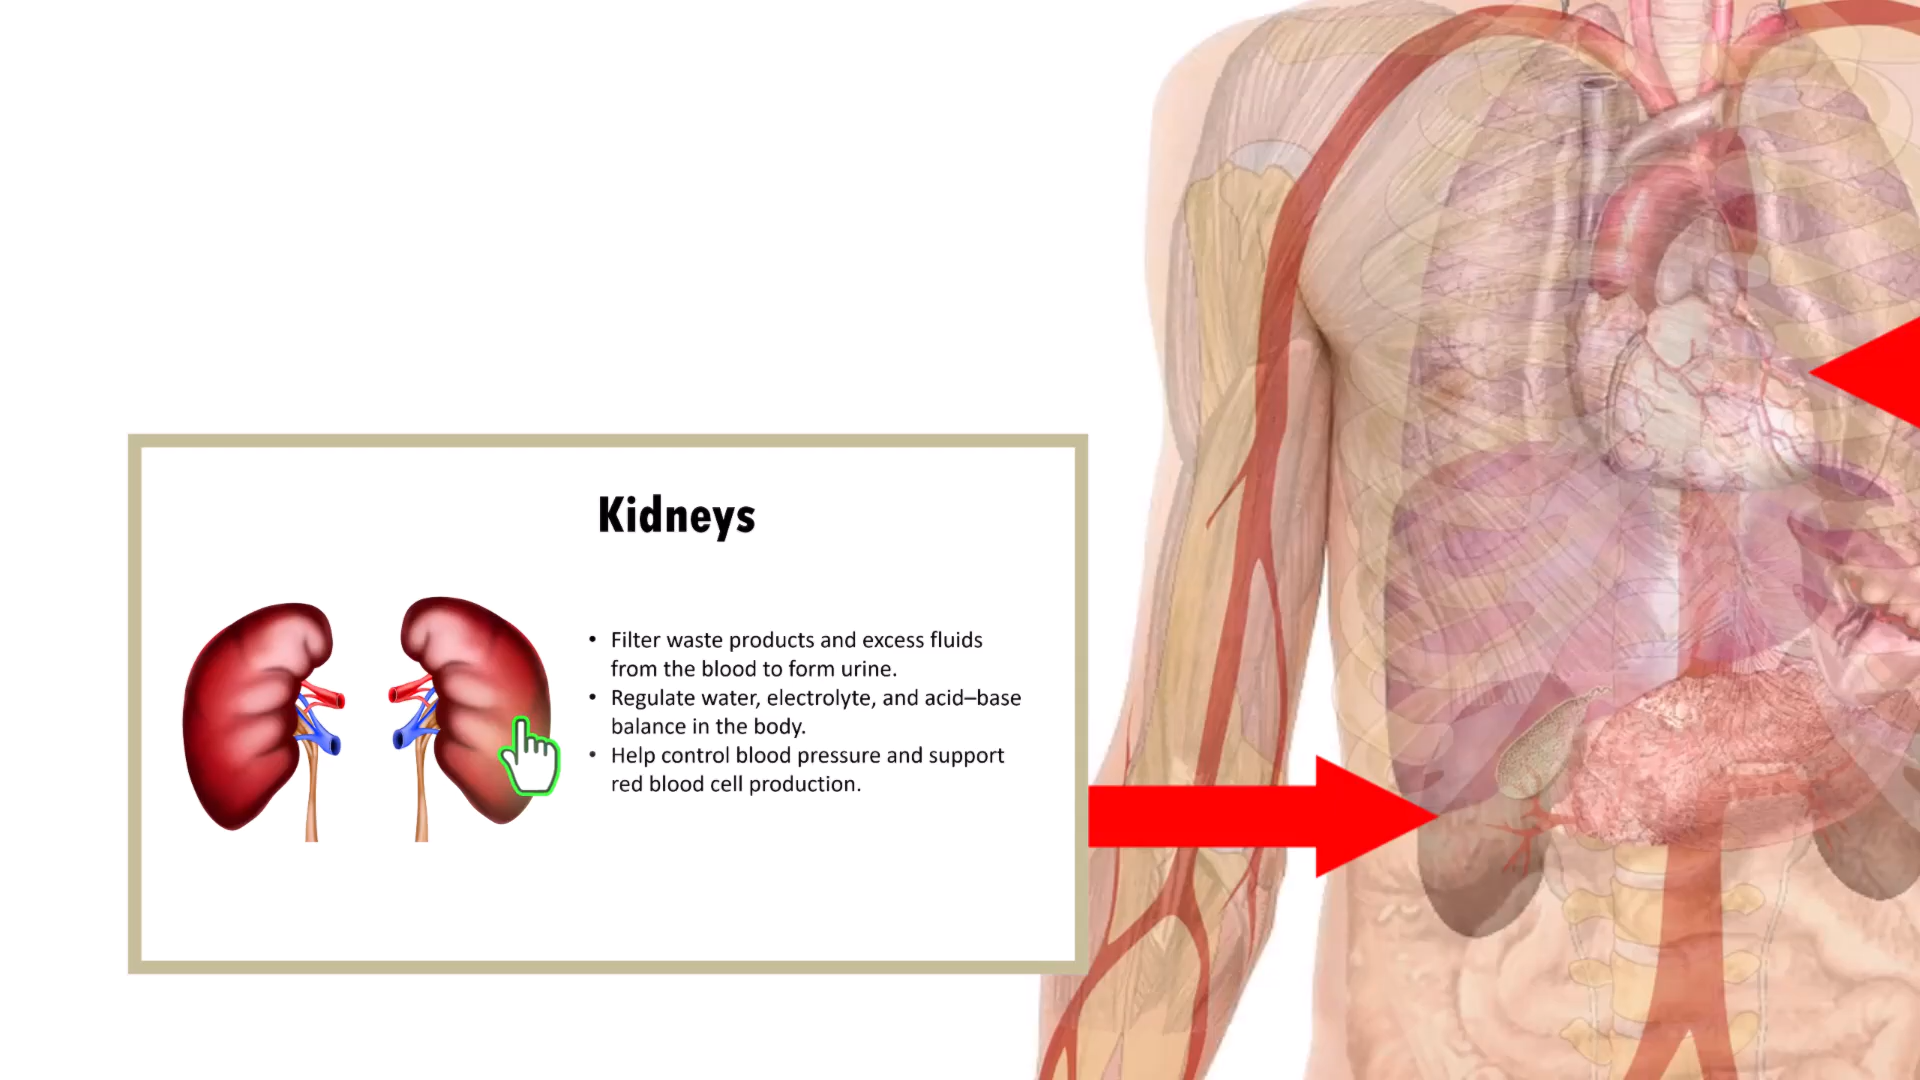 Kidneys
• Filter waste products and excess fluids
from the blood to form urine.
• Regulate water, electrolyte, and acid–base
balance in the body.
• Help control blood pressure and support
red blood cell production.